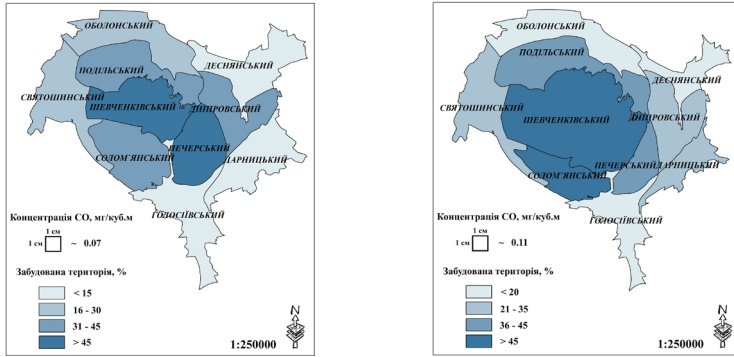 ОБОЛОНСЬКИЙ
ДЕСНЯНСЬКИЙ
ПОДІЛЬСЬКИЙ
СВЯТОШИНСЬКИЙ
ШЕВЧЕНКІВСЬКИЙ
ДНІПРОВСЬКИЙ
ПЕЧЕРСЬКИЙ
СОЛОМ'ЯНСЬКИЙ
ДАРНИЦЬКИЙ
ГОЛОСІЇВСЬКИЙ
Концентрація СО, мг/куб.м
1 см
1 см ~ 0.07
Забудована територія, %
< 15
16 - 30
31 - 45
> 45
N
1:250000
ОБОЛОНСЬКИЙ
ПОДІЛЬСЬКИЙ
ДЕСНЯНСЬКИЙ
СВЯТОШИНСЬКИЙ
ШЕВЧЕНКІВСЬКИЙ
ДНІПРОВСЬКИЙ
ПЕЧЕРСЬКИЙ
ДАРНИЦЬКИЙ
СОЛОМ'ЯНСЬКИЙ
ГОЛОСІЇВСЬКИЙ
Концентрація СО, мг/куб.м
1 см
1 см ~ 0.11
Забудована територія, %
< 20
21 - 35
36 - 45
> 45
N
1:250000